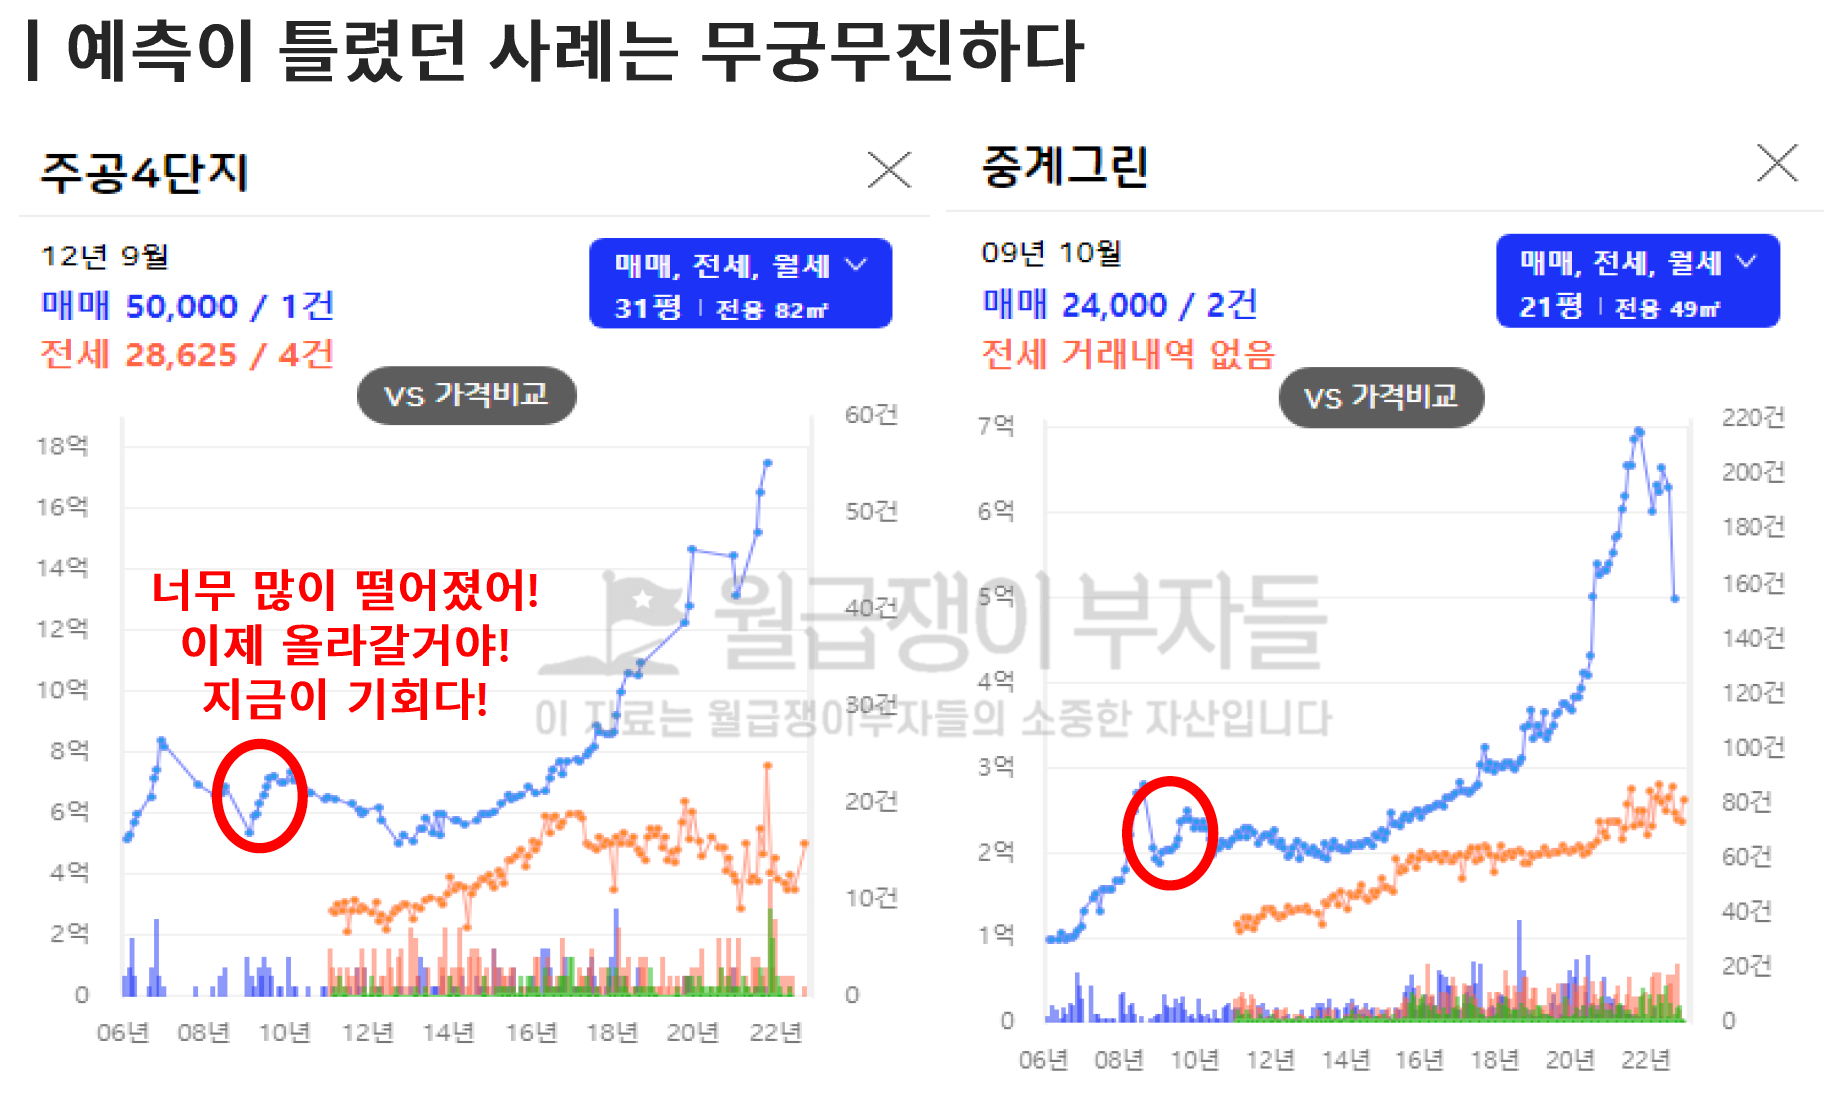 | 예측이 틀렸던 사례는 무궁무진하다
주공4단지
12년 9월
매매 50,000 / 1건
전세 28,625 / 4건
매매, 전세, 월세
31평 | 전용 82㎡
VS 가격비교
60건
50건
40건
30건
20건
10건
0
18억
16억
14억
12억
10억
8억
6억
4억
2억
0
너무 많이 떨어졌어!
이제 올라갈거야!
지금이 기회다!
06년 08년 10년 12년 14년 16년 18년 20년 22년
중계그린
09년 10월
매매 24,000 / 2건
전세 거래내역 없음
매매, 전세, 월세
21평 | 전용 49㎡
VS 가격비교
7억
6억
5억
4억
3억
2억
1억
0
220건
200건
180건
160건
140건
120건
100건
80건
60건
40건
20건
0
06년 08년 10년 12년 14년 16년 18년 20년 22년
월급쟁이 부자들
이 자료는 월급쟁이부자들의 소중한 자산입니다